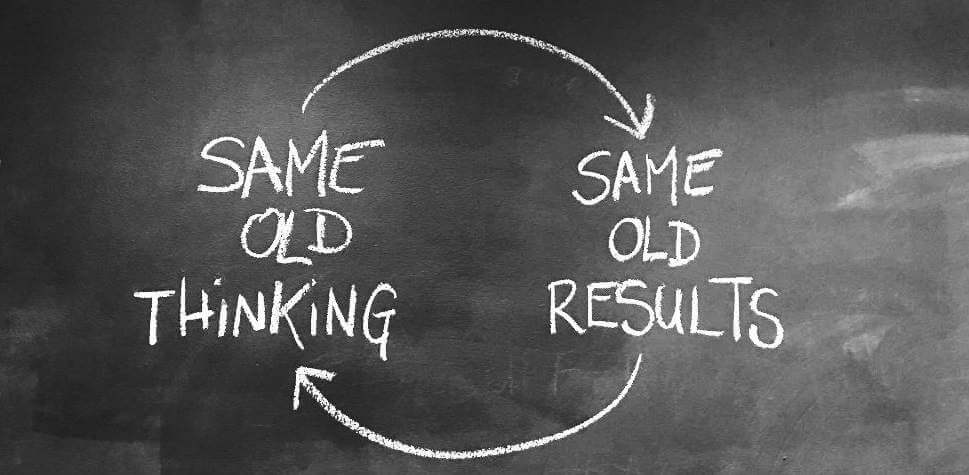 SAME
OLD
THINKING
SAME
OLD
RESULTS